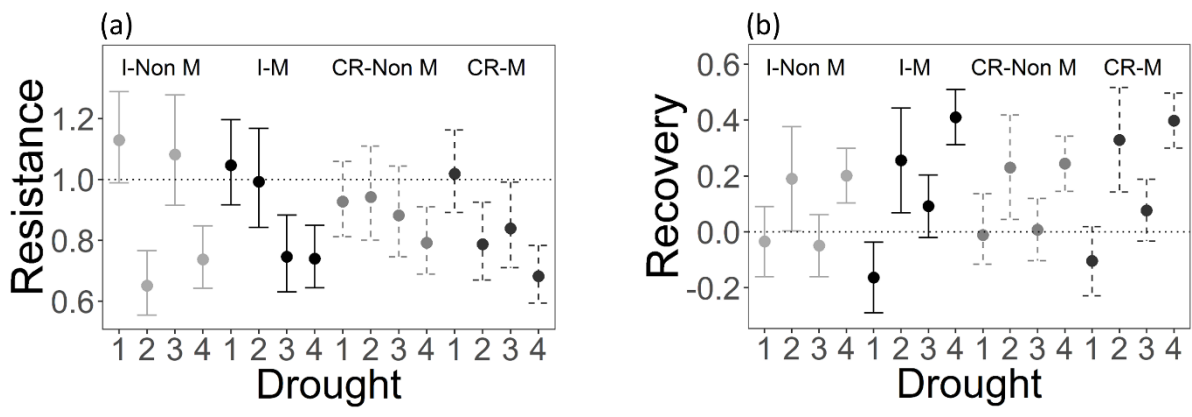 (a)
I-Non M I-M CR-Non M CR-M
Resistance
1.2
1.0
0.8
0.6
1 2 3 4 1 2 3 4 1 2 3 4 1 2 3 4
Drought
(b)
I-Non M I-M CR-Non M CR-M
Recovery
0.6
0.4
0.2
0.0
-0.2
1 2 3 4 1 2 3 4 1 2 3 4 1 2 3 4
Drought